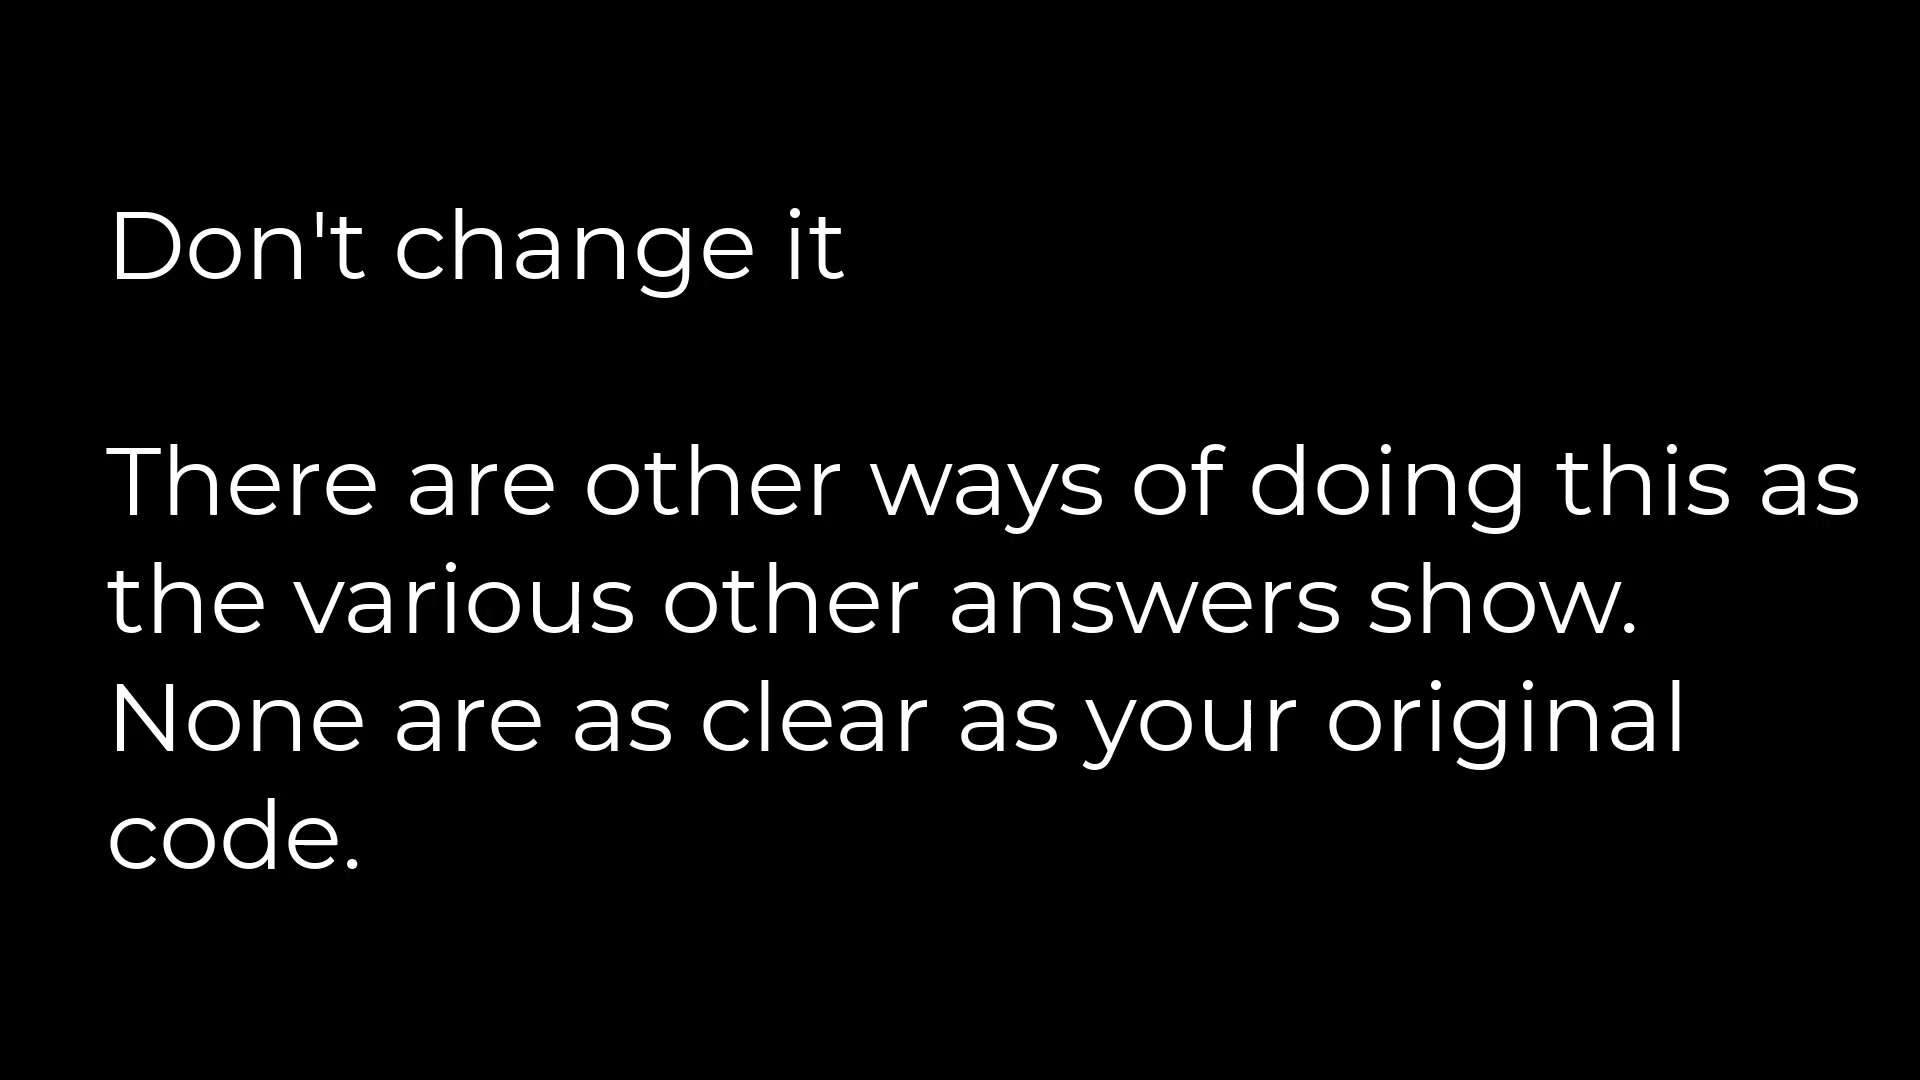 Don't change it
There are other ways of doing this as
the various other answers show.
None are as clear as your original
code.